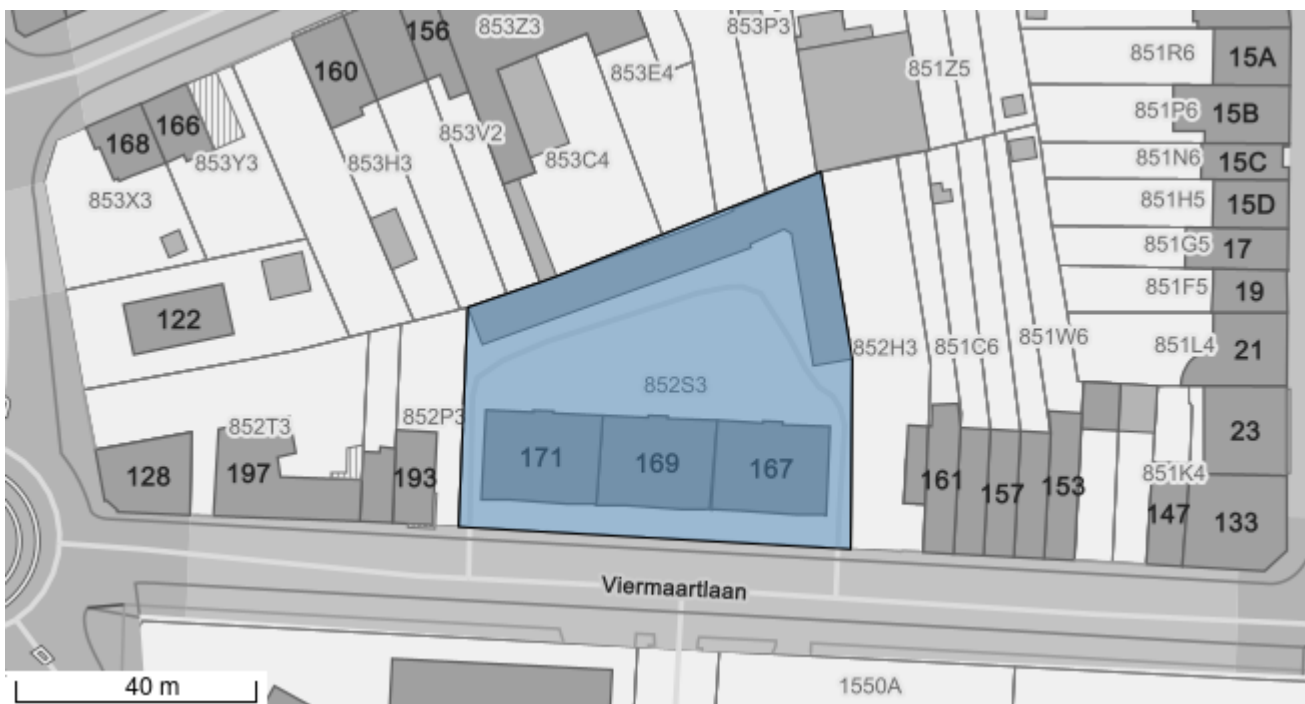 853Z3
853P3
156
160
851R6
15A
853E4
851Z5
851P6
15B
166
168
853V2
853Y3
853H3
853C4
851N6
15C
853X3
851H5
15D
851G5
17
851F5
19
122
852H3
851C6
851W6
851L4
21
852S3
852P3
852T3
23
171
169
167
128
197
193
161
157
153
851K4
147
133
Viermaartlaan
40 m
1550A